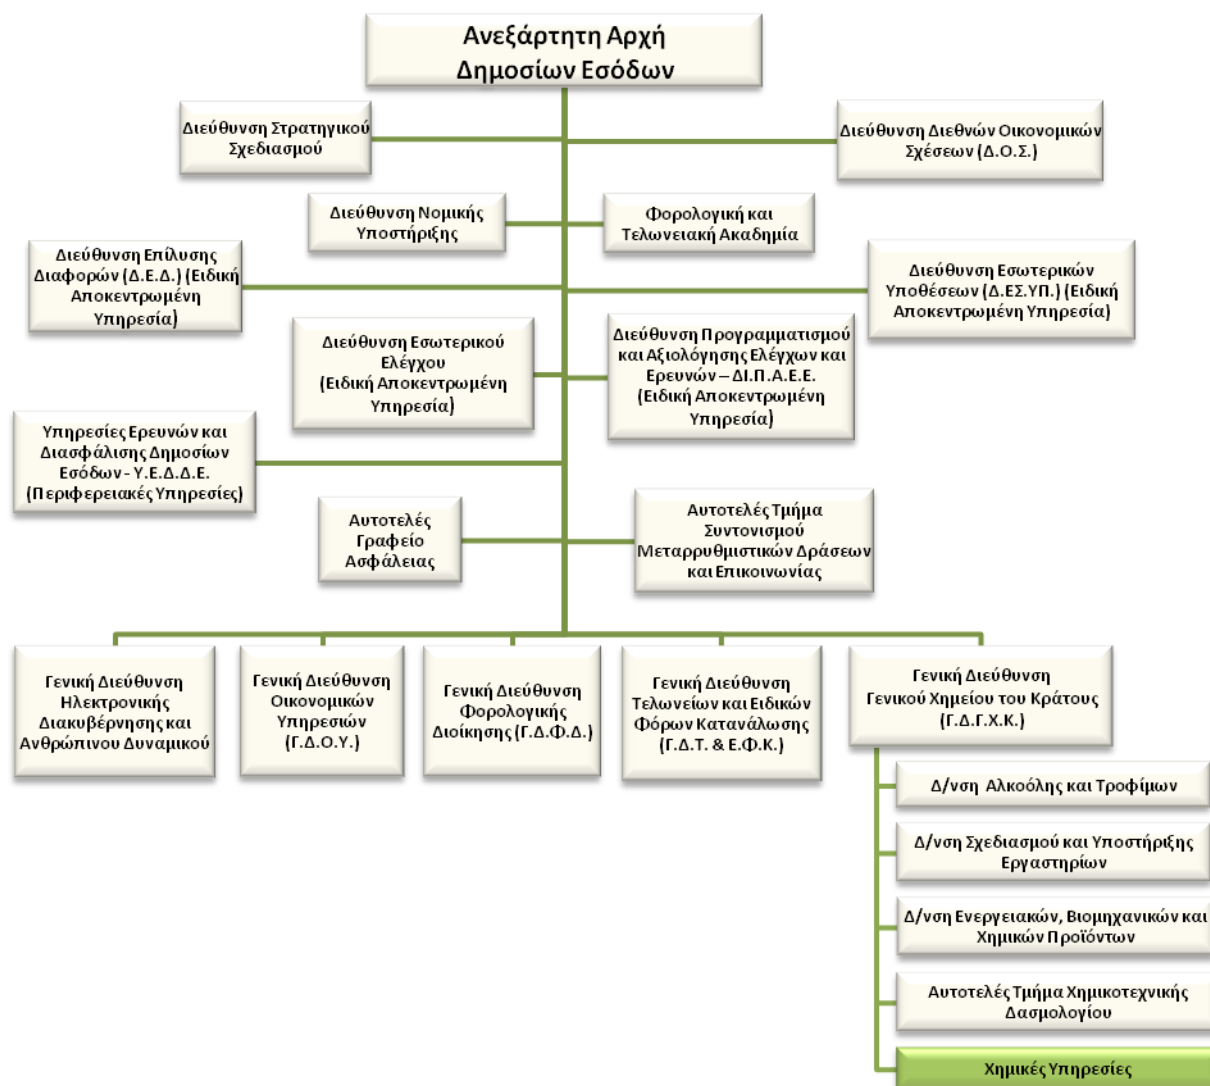 Ανεξάρτητη Αρχή
Δημοσίων Εσόδων
Διεύθυνση Στρατηγικού
Σχεδιασμού
Διεύθυνση Διεθνών Οικονομικών
Σχέσεων (Δ.Ο.Σ.)
Διεύθυνση Νομικής
Υποστήριξης
Φορολογική και
Τελωνειακή Ακαδημία
Διεύθυνση Επίλυσης
Διαφορών (Δ.Ε.Δ.) (Ειδική
Αποκεντρωμένη
Υπηρεσία)
Διεύθυνση Εσωτερικών
Υποθέσεων (Δ.ΕΣ.ΥΠ.) (Ειδική
Αποκεντρωμένη Υπηρεσία)
Διεύθυνση Εσωτερικού
Ελέγχου
(Ειδική Αποκεντρωμένη
Υπηρεσία)
Διεύθυνση Προγραμματισμού
και Αξιολόγησης Ελέγχων και
Ερευνών – ΔΙ.Π.Α.Ε.Ε.
(Ειδική Αποκεντρωμένη
Υπηρεσία)
Υπηρεσίες Ερευνών και
Διασφάλισης Δημοσίων
Εσόδων - Υ.Ε.Δ.Δ.Ε.
(Περιφερειακές Υπηρεσίες)
Αυτοτελές
Γραφείο
Ασφάλειας
Αυτοτελές Τμήμα
Συντονισμού
Μεταρρυθμιστικών Δράσεων
και Επικοινωνίας
Γενική Διεύθυνση
Ηλεκτρονικής
Διακυβέρνησης και
Ανθρώπινου Δυναμικού
Γενική Διεύθυνση
Οικονομικών
Υπηρεσιών
(Γ.Δ.Ο.Υ.)
Γενική Διεύθυνση
Φορολογικής
Διοίκησης (Γ.Δ.Φ.Δ.)
Γενική Διεύθυνση
Τελωνείων και Ειδικών
Φόρων Κατανάλωσης
(Γ.Δ.Τ. & Ε.Φ.Κ.)
Γενική Διεύθυνση
Γενικού Χημείου του Κράτους
(Γ.Δ.Γ.Χ.Κ.)
Δ/νση Αλκοόλης και Τροφίμων
Δ/νση Σχεδιασμού και Υποστήριξης
Εργαστηρίων
Δ/νση Ενεργειακών, Βιομηχανικών και
Χημικών Προϊόντων
Αυτοτελές Τμήμα Χημικοτεχνικής
Δασμολογίου
Χημικές Υπηρεσίες